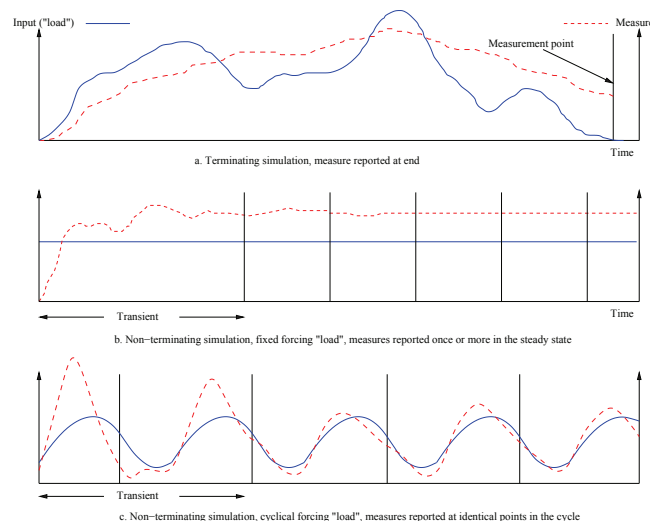 Input ("load")
Measure
Measurement point
Time
a. Terminating simulation, measure reported at end
Transient
Time
b. Non−terminating simulation, fixed forcing "load", measures reported once or more in the steady state
Transient
c. Non−terminating simulation, cyclical forcing "load", measures reported at identical points in the cycle